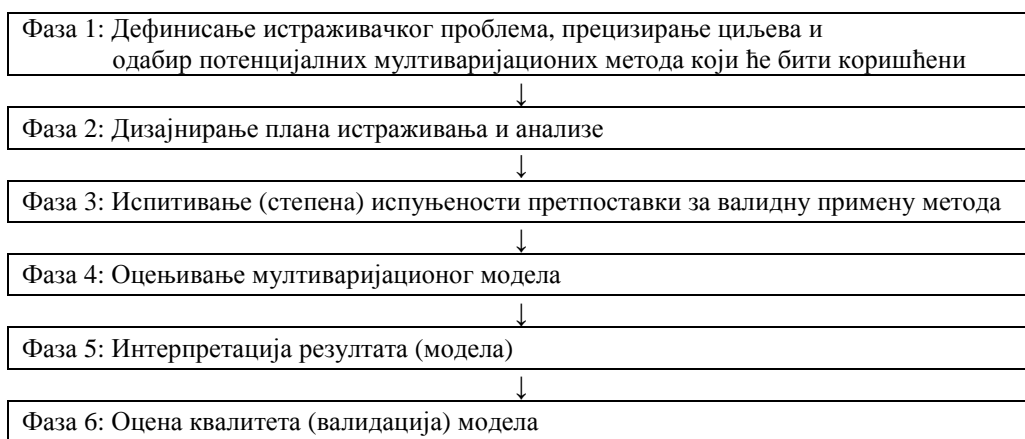 Фаза 1: Дефинисање истраживачког проблема, прецизирање циљева и
одабир потенцијалних мултиваријационих метода који ће бити коришћени
↓
Фаза 2: Дизајнирање плана истраживања и анализе
↓
Фаза 3: Испитивање (степена) испуњености претпоставки за валидну примену метода
↓
Фаза 4: Оцењивање мултиваријационог модела
↓
Фаза 5: Интерпретација резултата (модела)
↓
Фаза 6: Оцена квалитета (валидација) модела